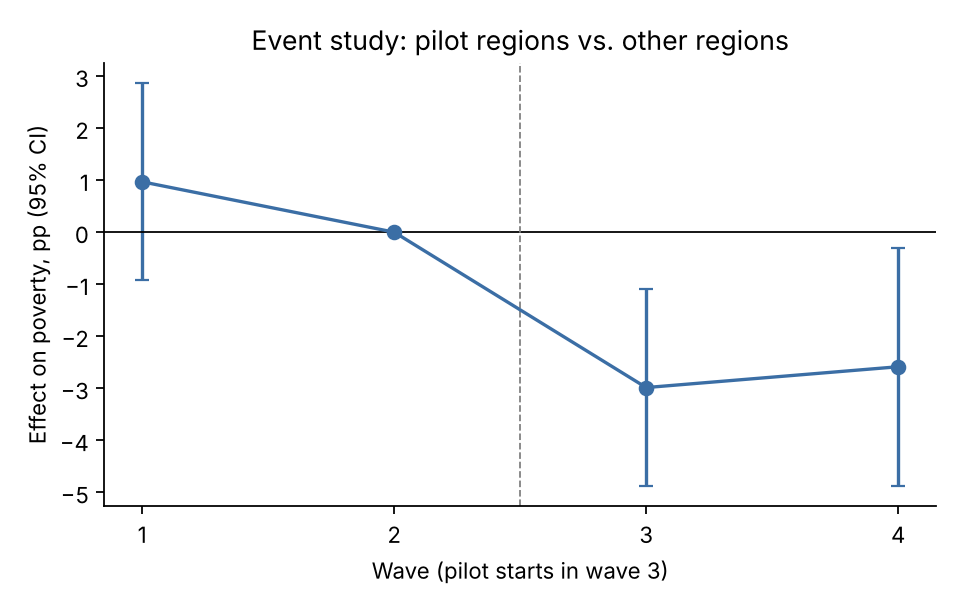 Event study: pilot regions vs. other regions
Effect on poverty, pp (95% CI)
3
2
1
0
−1
−2
−3
−4
−5
1 2 3 4
Wave (pilot starts in wave 3)